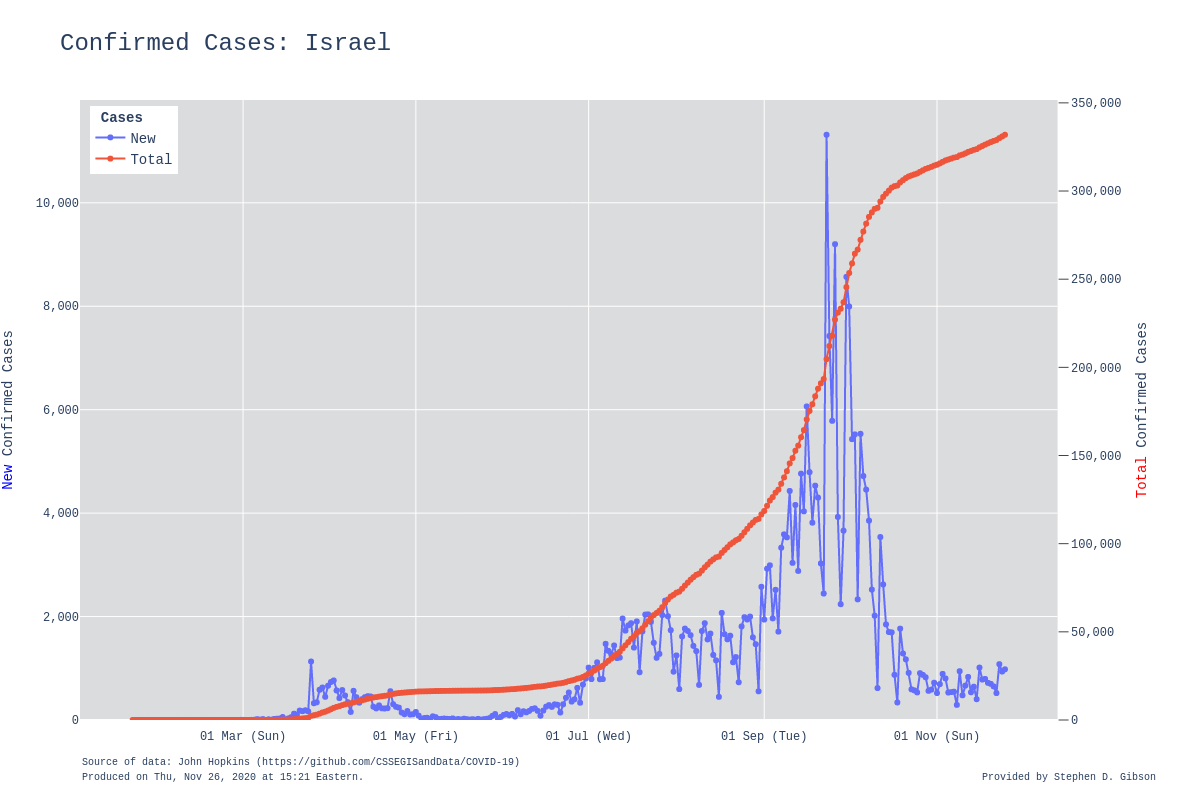 Confirmed Cases: Israel
Cases
New
Total
350,000
300,000
250,000
200,000
150,000
100,000
50,000
0
10,000
8,000
6,000
4,000
2,000
0
New Confirmed Cases
Total Confirmed Cases
01 Mar (Sun)
01 May (Fri)
01 Jul (Wed)
01 Sep (Tue)
01 Nov (Sun)
Source of data: John Hopkins (https://github.com/CSSEGISandData/COVID-19)
Produced on Thu, Nov 26, 2020 at 15:21 Eastern.
Provided by Stephen D. Gibson